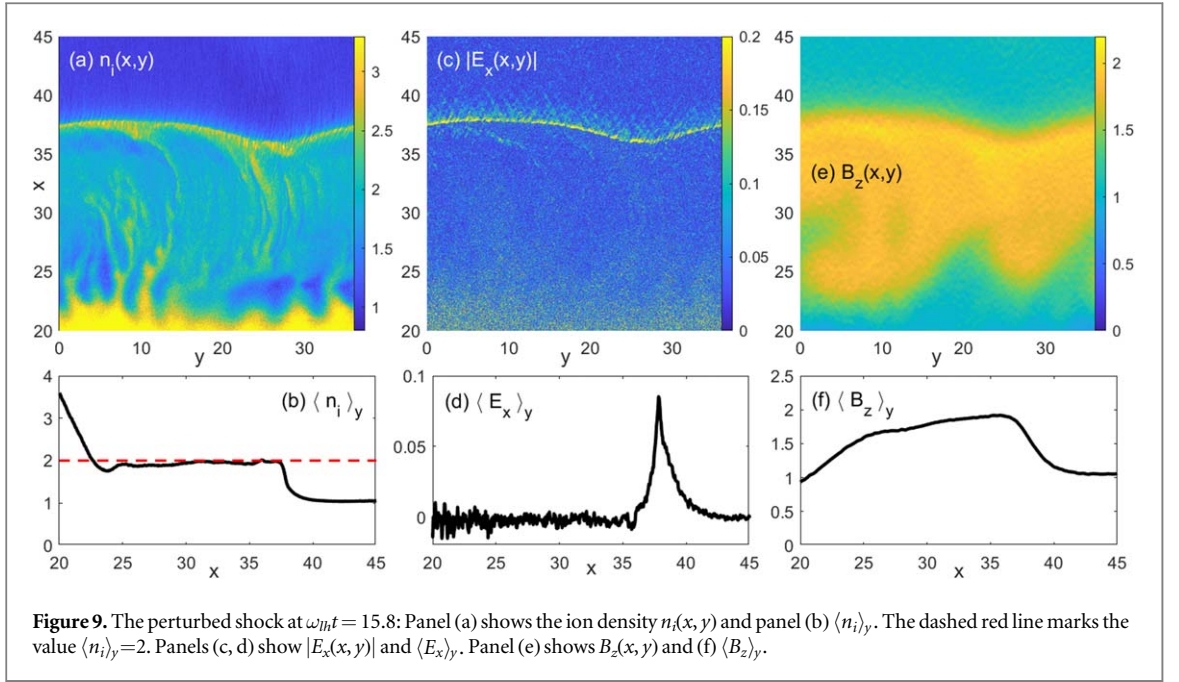 45
40
35
30
25
20
x
(a) n_i(x,y)
3
2.5
2
1.5
1
0 10 20 30
y
45
40
35
30
25
20
(c) |E_x(x,y)|
0.2
0.15
0.1
0.05
0
0 10 20 30
y
45
40
35
30
25
20
(e) B_z(x,y)
2
1.5
1
0.5
0
0 10 20 30
y
4
3
2
1
0
(b) ⟨ n_i ⟩_y
20 25 30 35 40 45
x
0.1
0.05
0
(d) ⟨ E_x ⟩_y
20 25 30 35 40 45
x
2.5
2
1.5
1
0.5
0
(f) ⟨ B_z ⟩_y
20 25 30 35 40 45
x
Figure 9. The perturbed shock at ω_lh t = 15.8: Panel (a) shows the ion density n_i(x, y) and panel (b) ⟨n_i⟩_y. The dashed red line marks the
value ⟨n_i⟩_y=2. Panels (c, d) show |E_x(x, y)| and ⟨E_x⟩_y. Panel (e) shows B_z(x, y) and (f) ⟨B_z⟩_y.